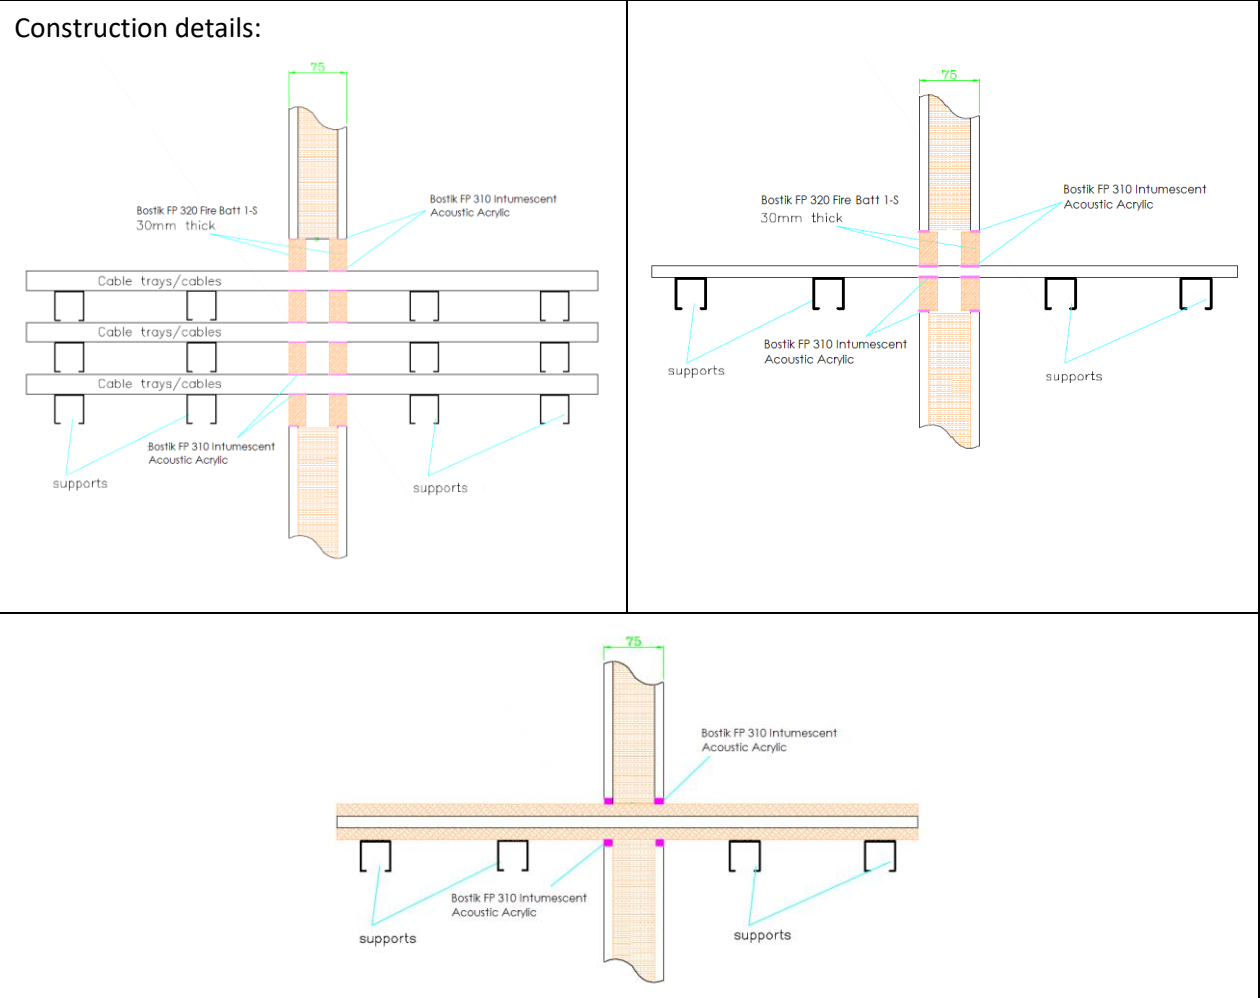 Construction details:
75
Bostik FP 320 Fire Batt 1-S
30mm thick
Bostik FP 310 Intumescent
Acoustic Acrylic
Cable trays/cables
Cable trays/cables
Cable trays/cables
Bostik FP 310 Intumescent
Acoustic Acrylic
supports
supports
75
Bostik FP 320 Fire Batt 1-S
30mm thick
Bostik FP 310 Intumescent
Acoustic Acrylic
Bostik FP 310 Intumescent
Acoustic Acrylic
supports
supports
75
Bostik FP 310 Intumescent
Acoustic Acrylic
Bostik FP 310 Intumescent
Acoustic Acrylic
supports
supports